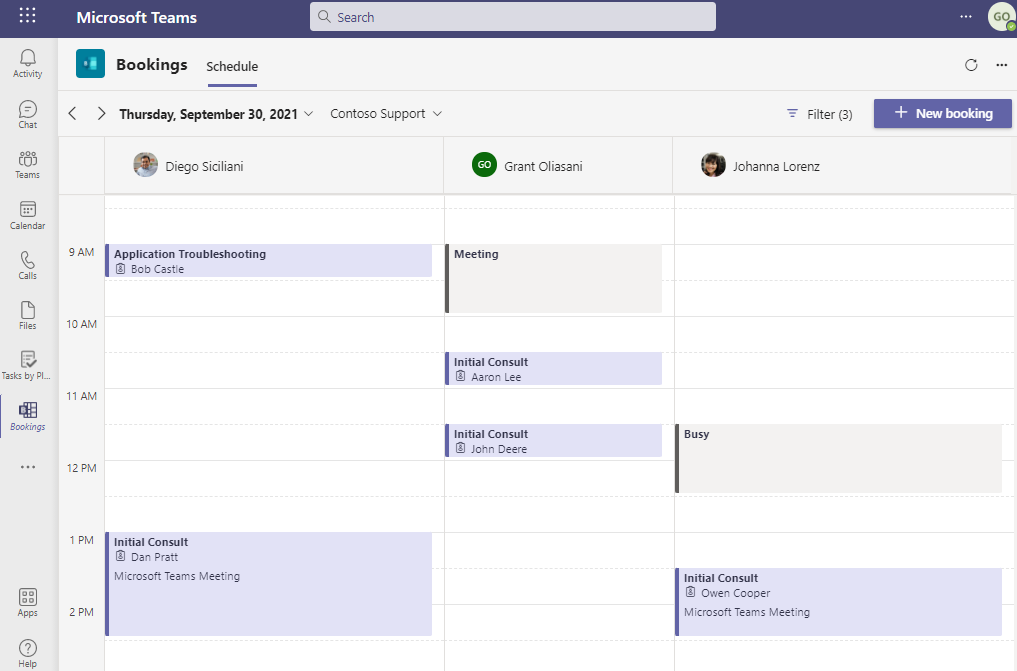 Microsoft Teams
Search
GO
Activity
Chat
Teams
Calendar
Calls
Files
Tasks by Pl...
Bookings
Apps
Help
Bookings
Schedule
Thursday, September 30, 2021
Contoso Support
Filter (3)
New booking
Diego Siciliani
GO
Grant Oliasani
Johanna Lorenz
9 AM
10 AM
11 AM
12 PM
1 PM
2 PM
Application Troubleshooting
Bob Castle
Initial Consult
Dan Pratt
Microsoft Teams Meeting
Meeting
Initial Consult
Aaron Lee
Initial Consult
John Deere
Busy
Initial Consult
Owen Cooper
Microsoft Teams Meeting